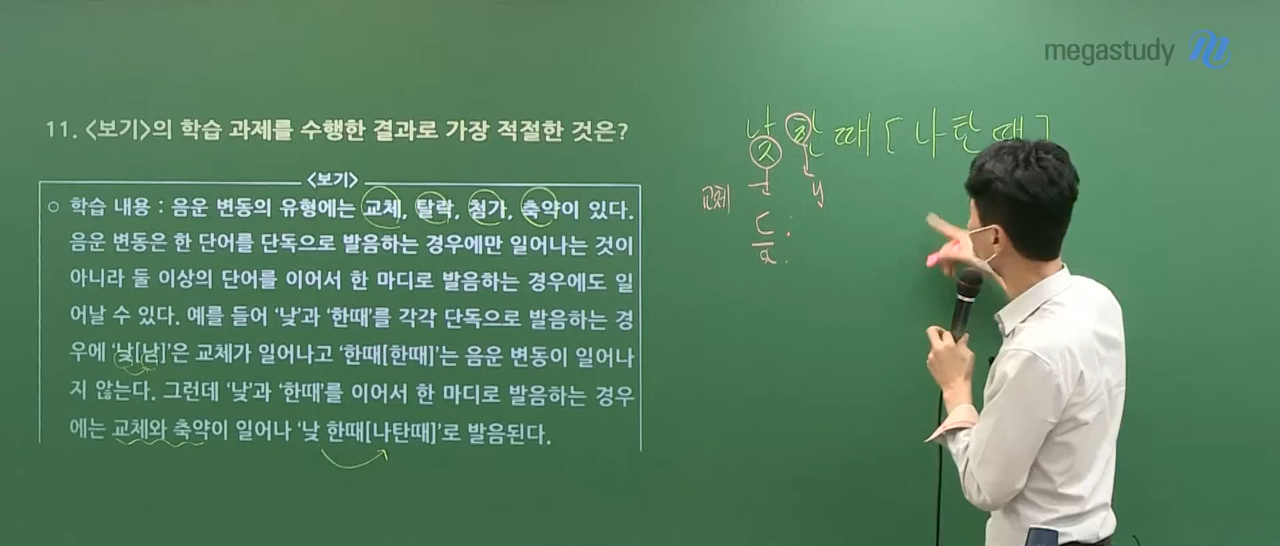 megastudy
11. <보기>의 학습 과제를 수행한 결과로 가장 적절한 것은?
<보기>
○ 학습 내용 : 음운 변동의 유형에는 교체, 탈락, 첨가, 축약이 있다.
음운 변동은 한 단어를 단독으로 발음하는 경우에만 일어나는 것이
아니라 둘 이상의 단어를 이어서 한 마디로 발음하는 경우에도 일
어날 수 있다. 예를 들어 '낮'과 '한때'를 각각 단독으로 발음하는 경
우에 '낮[낟]'은 교체가 일어나고 '한때[한때]'는 음운 변동이 일어나
지 않는다. 그런데 '낮'과 '한때'를 이어서 한 마디로 발음하는 경우
에는 교체와 축약이 일어나 '낮 한때[나탄때]'로 발음된다.
낮 한때 [나탄때]
교체